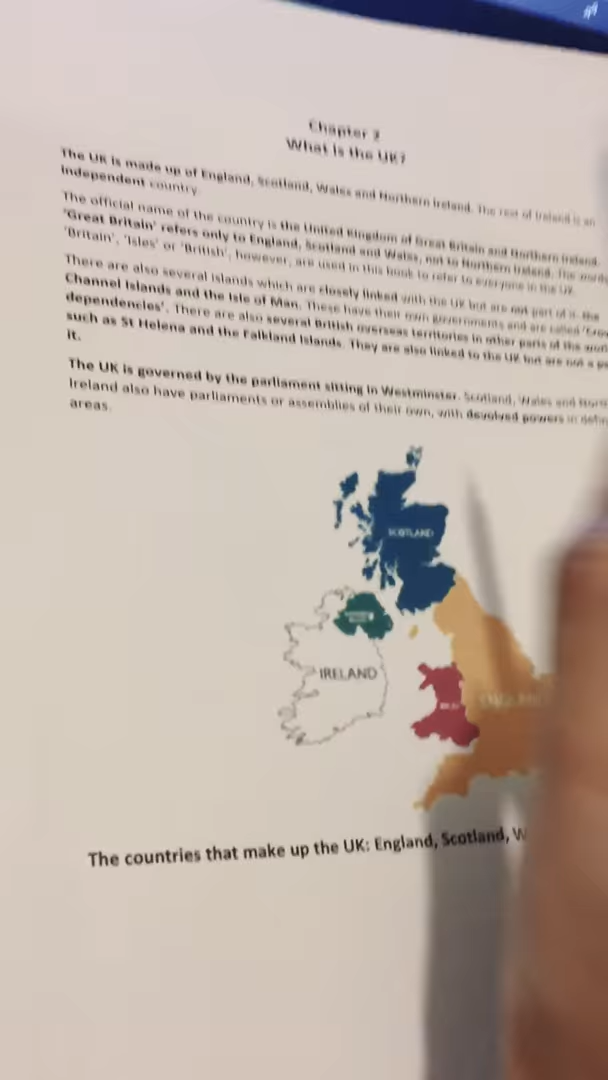 Chapter 2
What is the UK?
The UK is made up of England, Scotland, Wales and Northern Ireland. The rest of Ireland is an
independent country.
The official name of the country is the United Kingdom of Great Britain and Northern Ireland.
'Great Britain' refers only to England, Scotland and Wales, not to Northern Ireland. The words
'Britain', 'Isles' or 'British', however, are used in this book to refer to everyone in the UK.
There are also several islands which are closely linked with the UK but are not part of it: the
Channel Islands and the Isle of Man. These have their own governments and are called 'Crow
dependencies'. There are also several British overseas territories in other parts of the
such as St Helena and the Falkland Islands. They are also linked to the UK but are not a
it.
The UK is governed by the parliament sitting in Westminster. Scotland, Wales and
Ireland also have parliaments or assemblies of their own, with devolved powers in
areas.
SCOTLAND
IRELAND
ENGLAND
The countries that make up the UK: England, Scotland, W